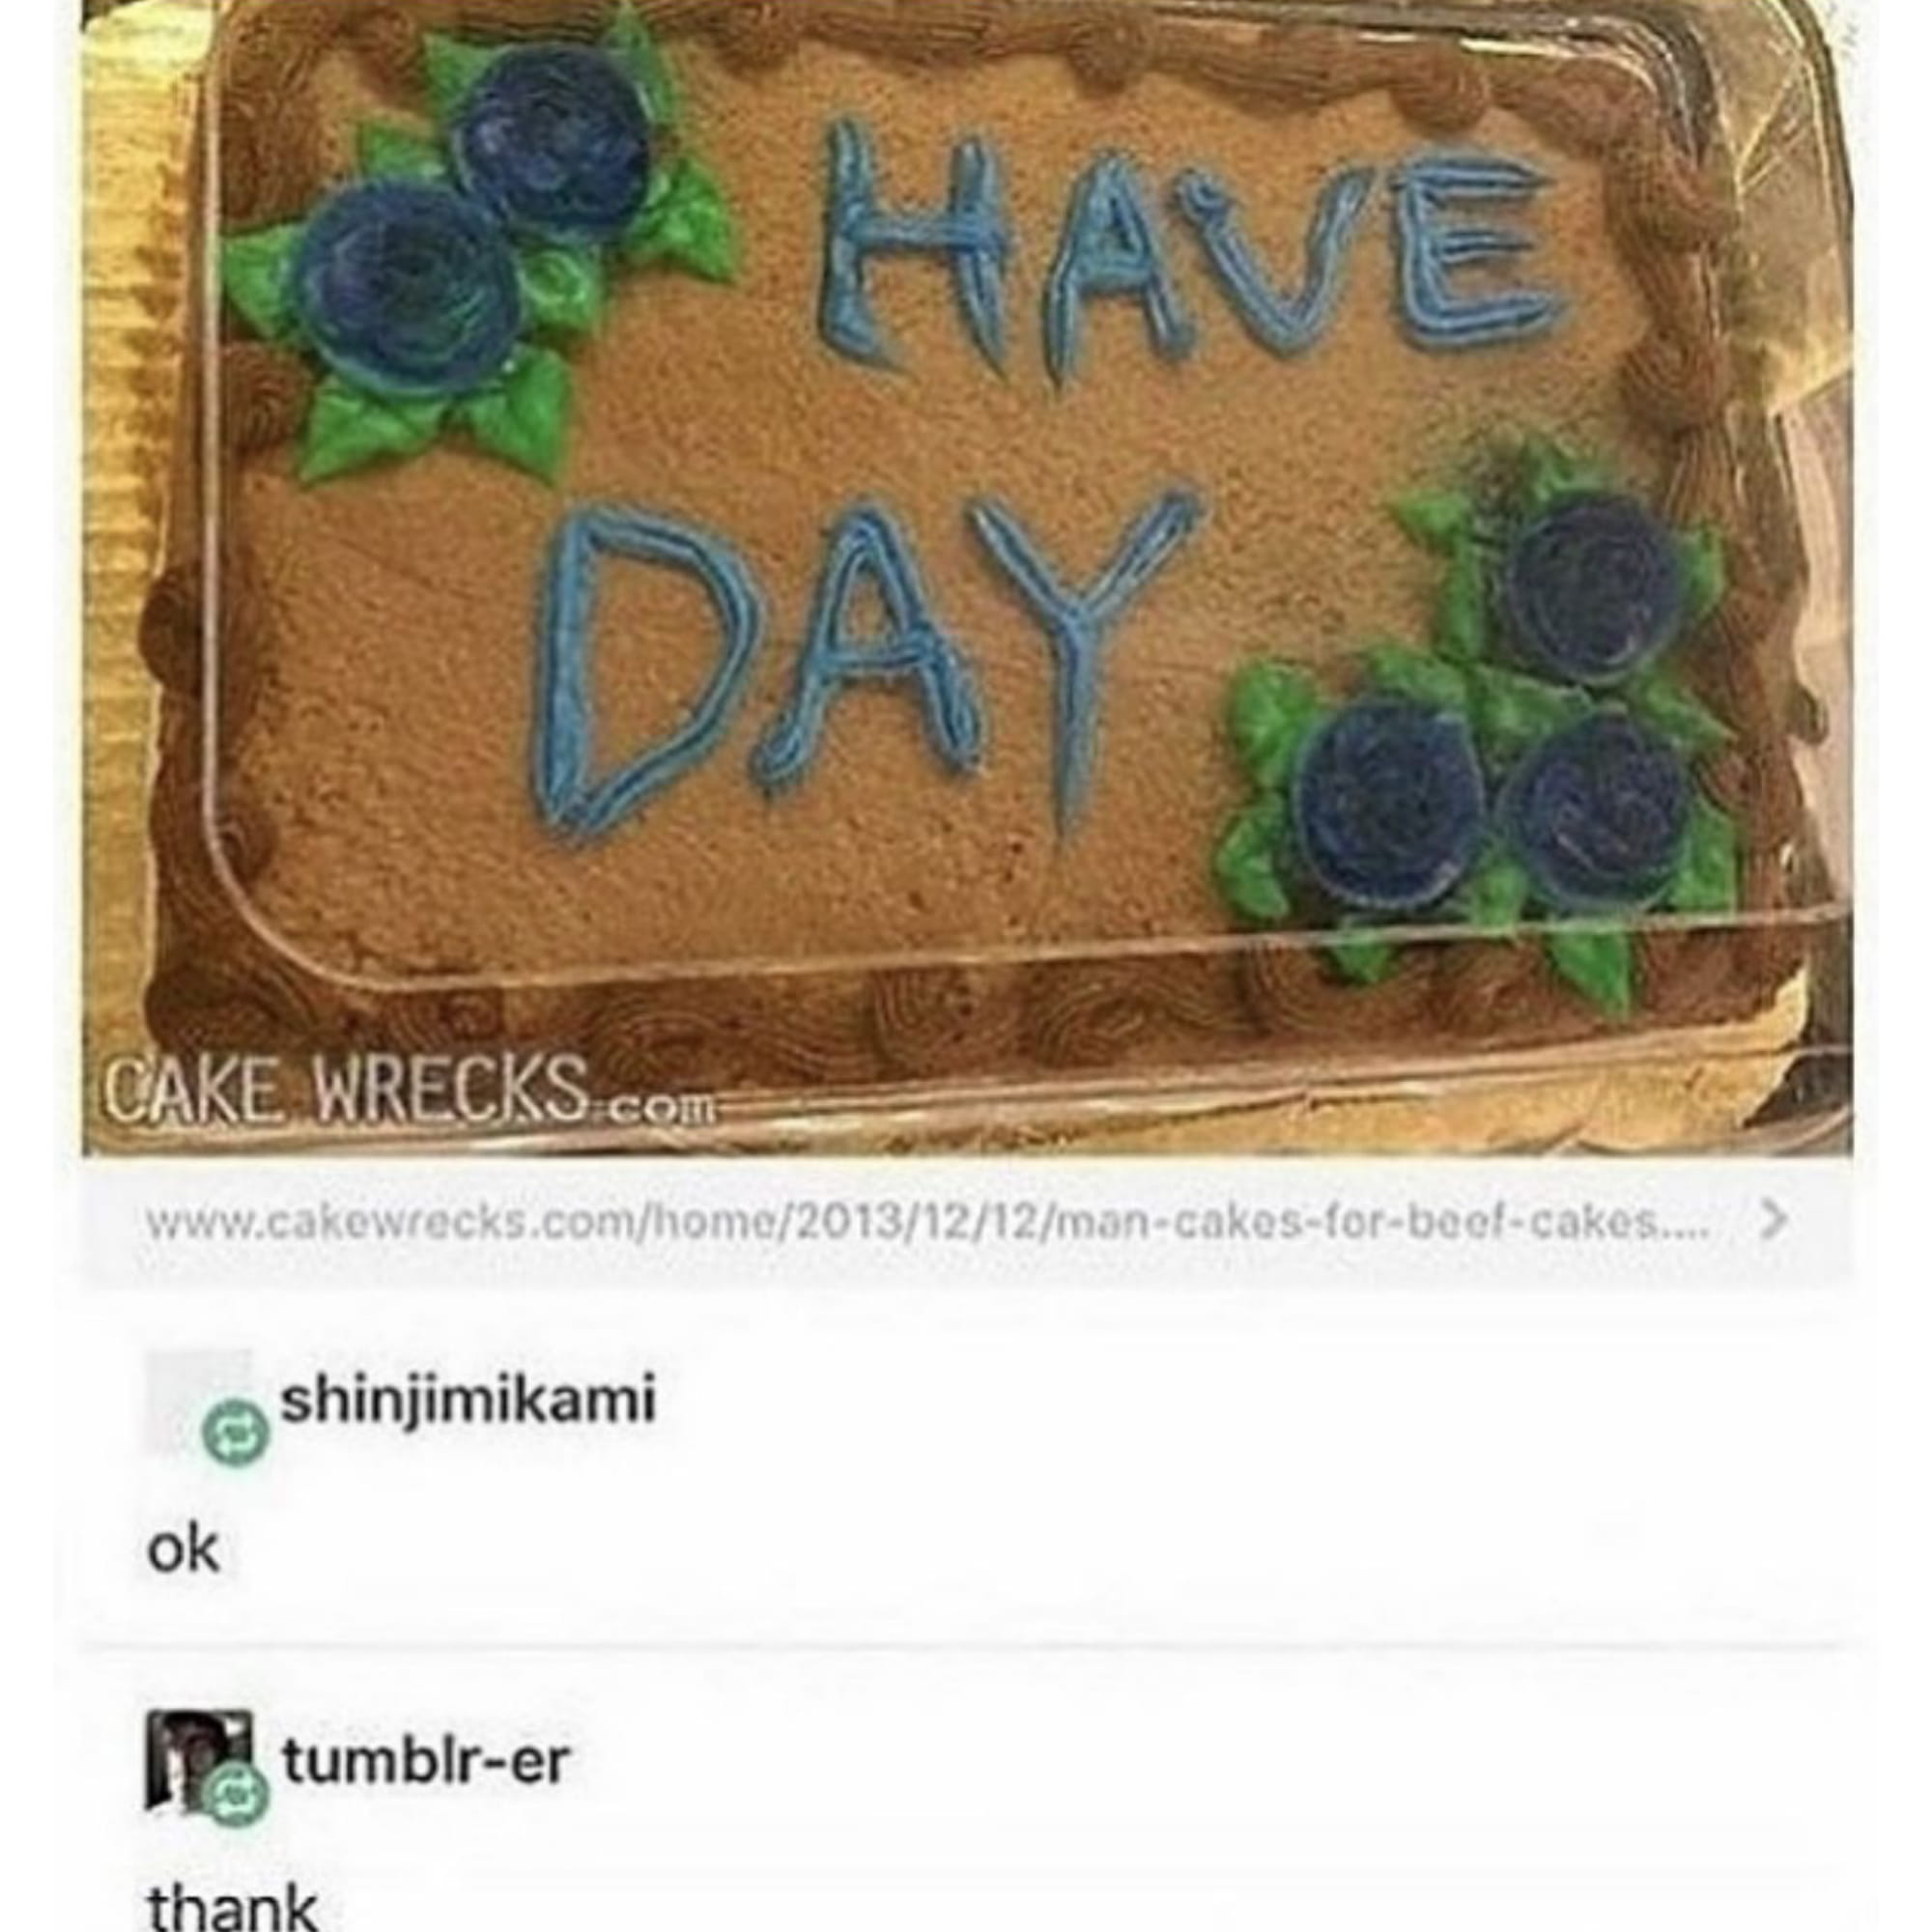 HAVE
DAY
CAKE WRECKS.com
www.cakewrecks.com/home/2013/12/12/man-cakes-for-beef-cakes....
shinjimikami
ok
tumblr-er
thank